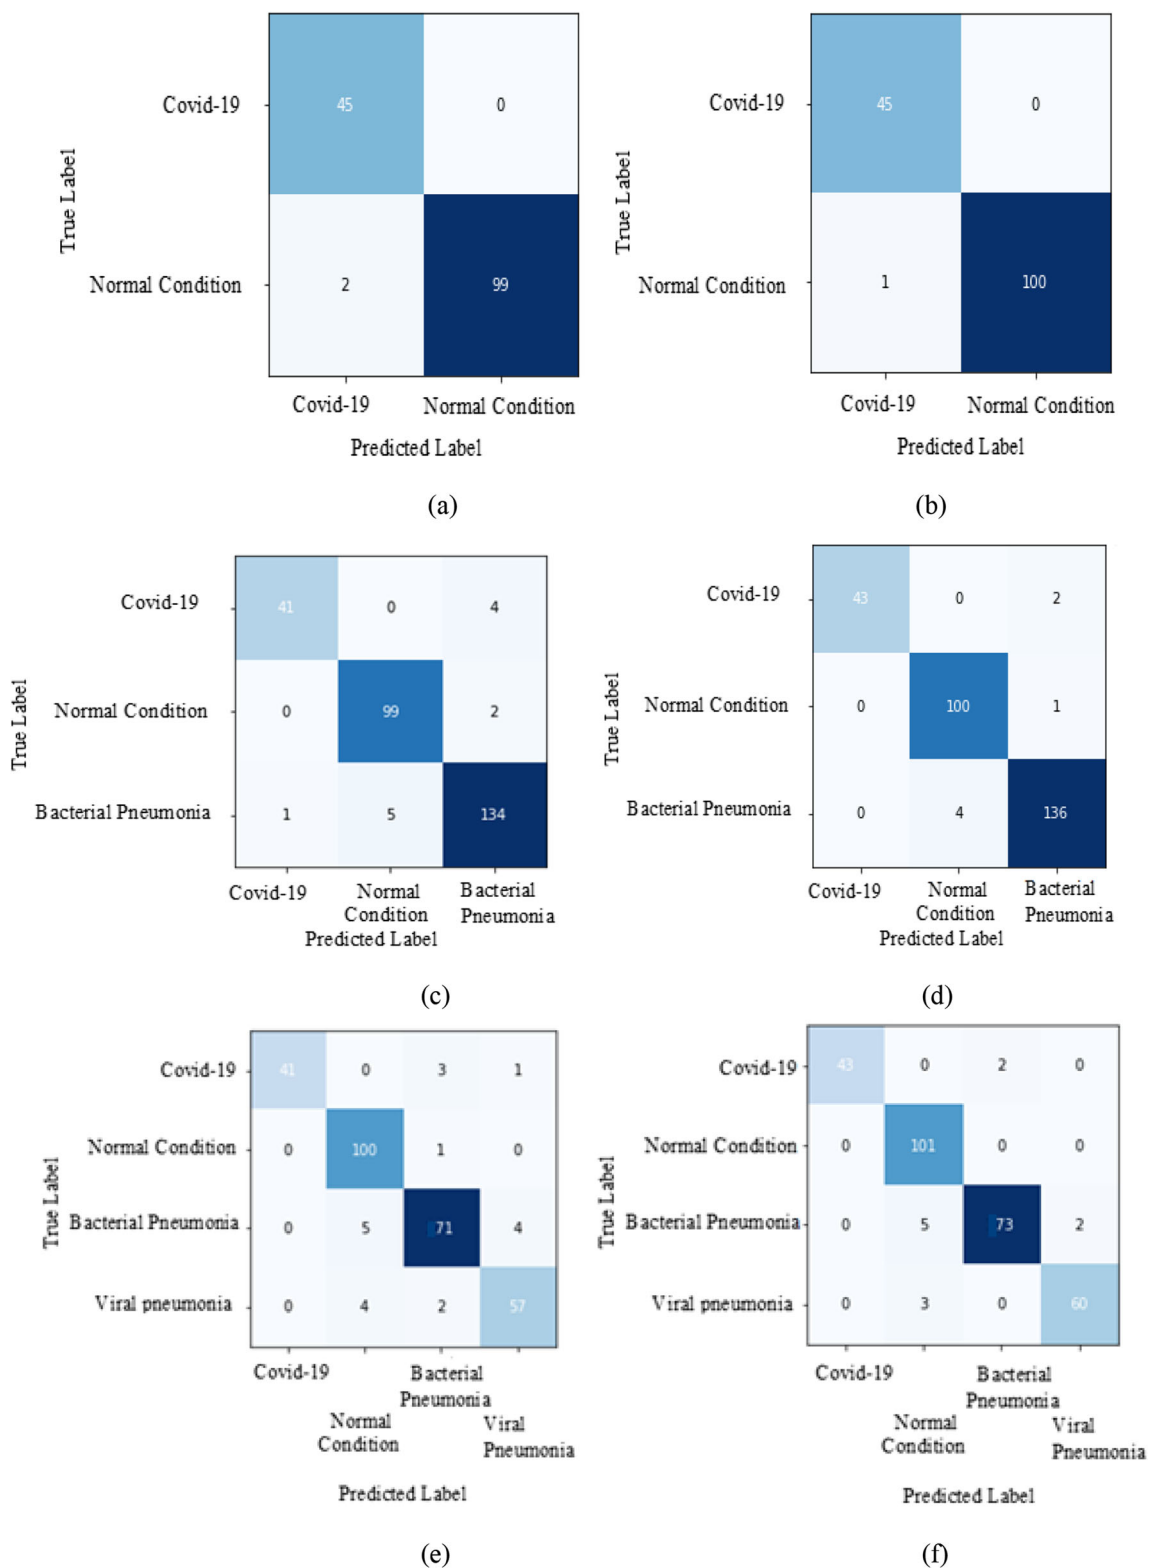 Covid-19
45
0
True Label
Normal Condition
2
99
Covid-19
Normal Condition
Predicted Label
(a)
Covid-19
45
0
True Label
Normal Condition
1
100
Covid-19
Normal Condition
Predicted Label
(b)
Covid-19
41
0
4
True Label
Normal Condition
0
99
2
Bacterial Pneumonia
1
5
134
Covid-19
Normal
Condition
Bacterial
Pneumonia
Predicted Label
(c)
Covid-19
43
0
2
True Label
Normal Condition
0
100
1
Bacterial Pneumonia
0
4
136
Covid-19
Normal
Condition
Bacterial
Pneumonia
Predicted Label
(d)
Covid-19
41
0
3
1
Normal Condition
0
100
1
0
True Label
Bacterial Pneumonia
0
5
71
4
Viral pneumonia
0
4
2
57
Covid-19
Bacterial
Pneumonia
Normal
Condition
Viral
Pneumonia
Predicted Label
(e)
Covid-19
43
0
2
0
Normal Condition
0
101
0
0
True Label
Bacterial Pneumonia
0
5
73
2
Viral pneumonia
0
3
0
60
Covid-19
Bacterial
Pneumonia
Normal
Condition
Viral
Pneumonia
Predicted Label
(f)